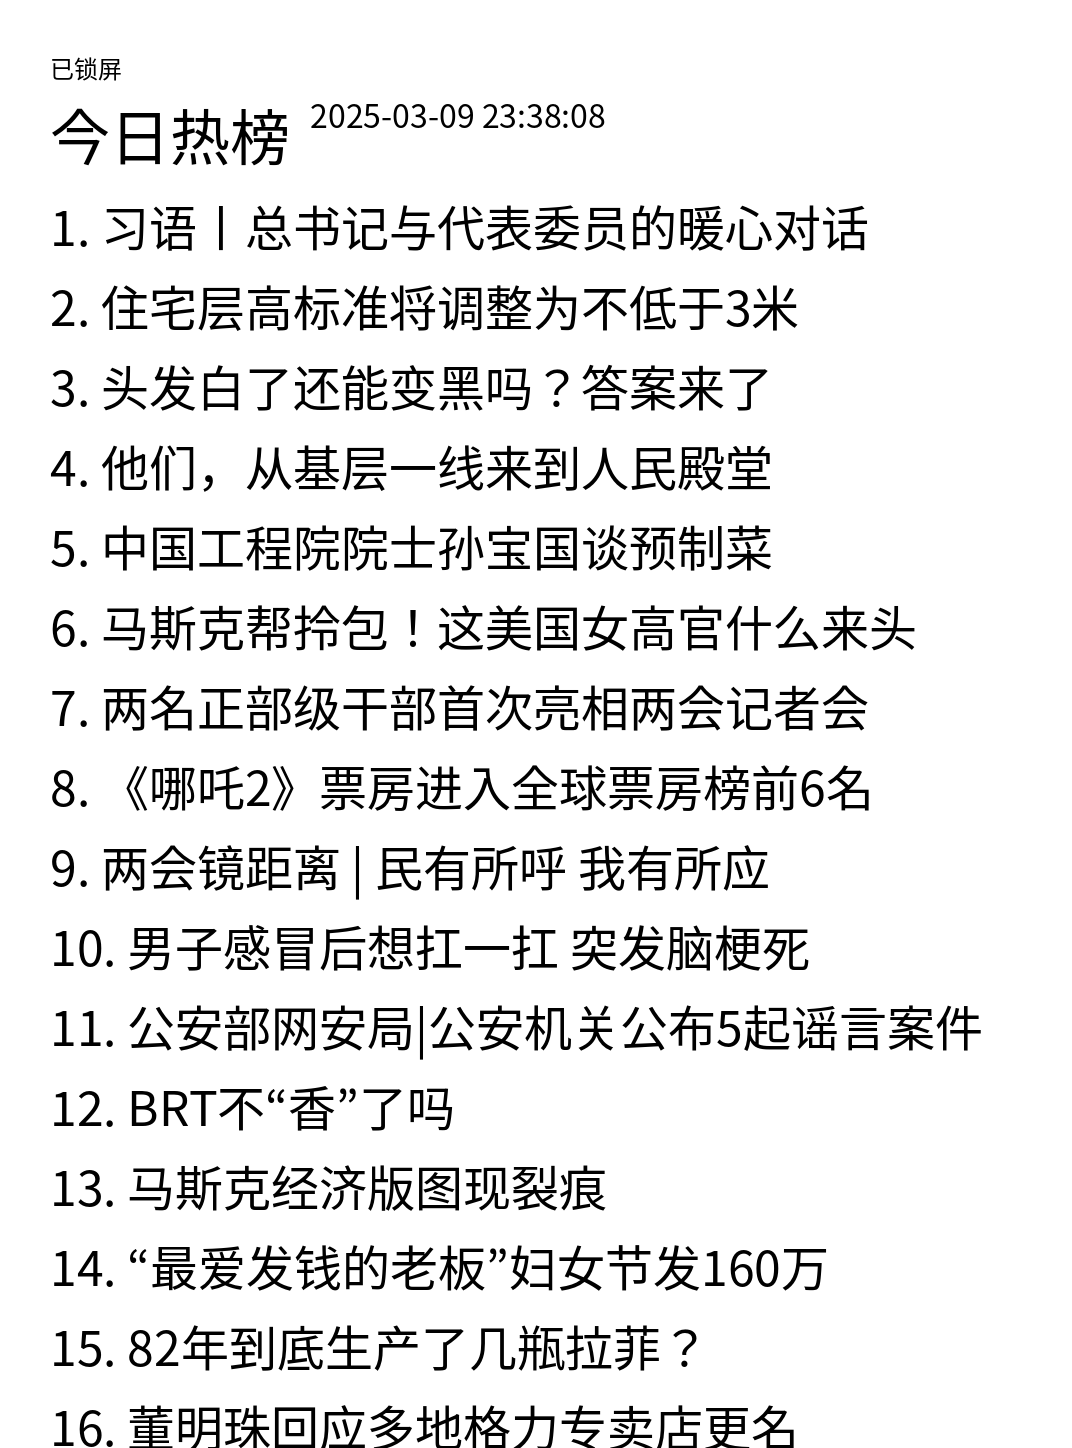 已锁屏
今日热榜 2025-03-09 23:38:08
1. 习语丨总书记与代表委员的暖心对话
2. 住宅层高标准将调整为不低于3米
3. 头发白了还能变黑吗？答案来了
4. 他们，从基层一线来到人民殿堂
5. 中国工程院院士孙宝国谈预制菜
6. 马斯克帮拎包！这美国女高官什么来头
7. 两名正部级干部首次亮相两会记者会
8. 《哪吒2》票房进入全球票房榜前6名
9. 两会镜距离 | 民有所呼 我有所应
10. 男子感冒后想扛一扛 突发脑梗死
11. 公安部网安局|公安机关公布5起谣言案件
12. BRT不“香”了吗
13. 马斯克经济版图现裂痕
14. “最爱发钱的老板”妇女节发160万
15. 82年到底生产了几瓶拉菲？
16. 董明珠回应多地格力专卖店更名